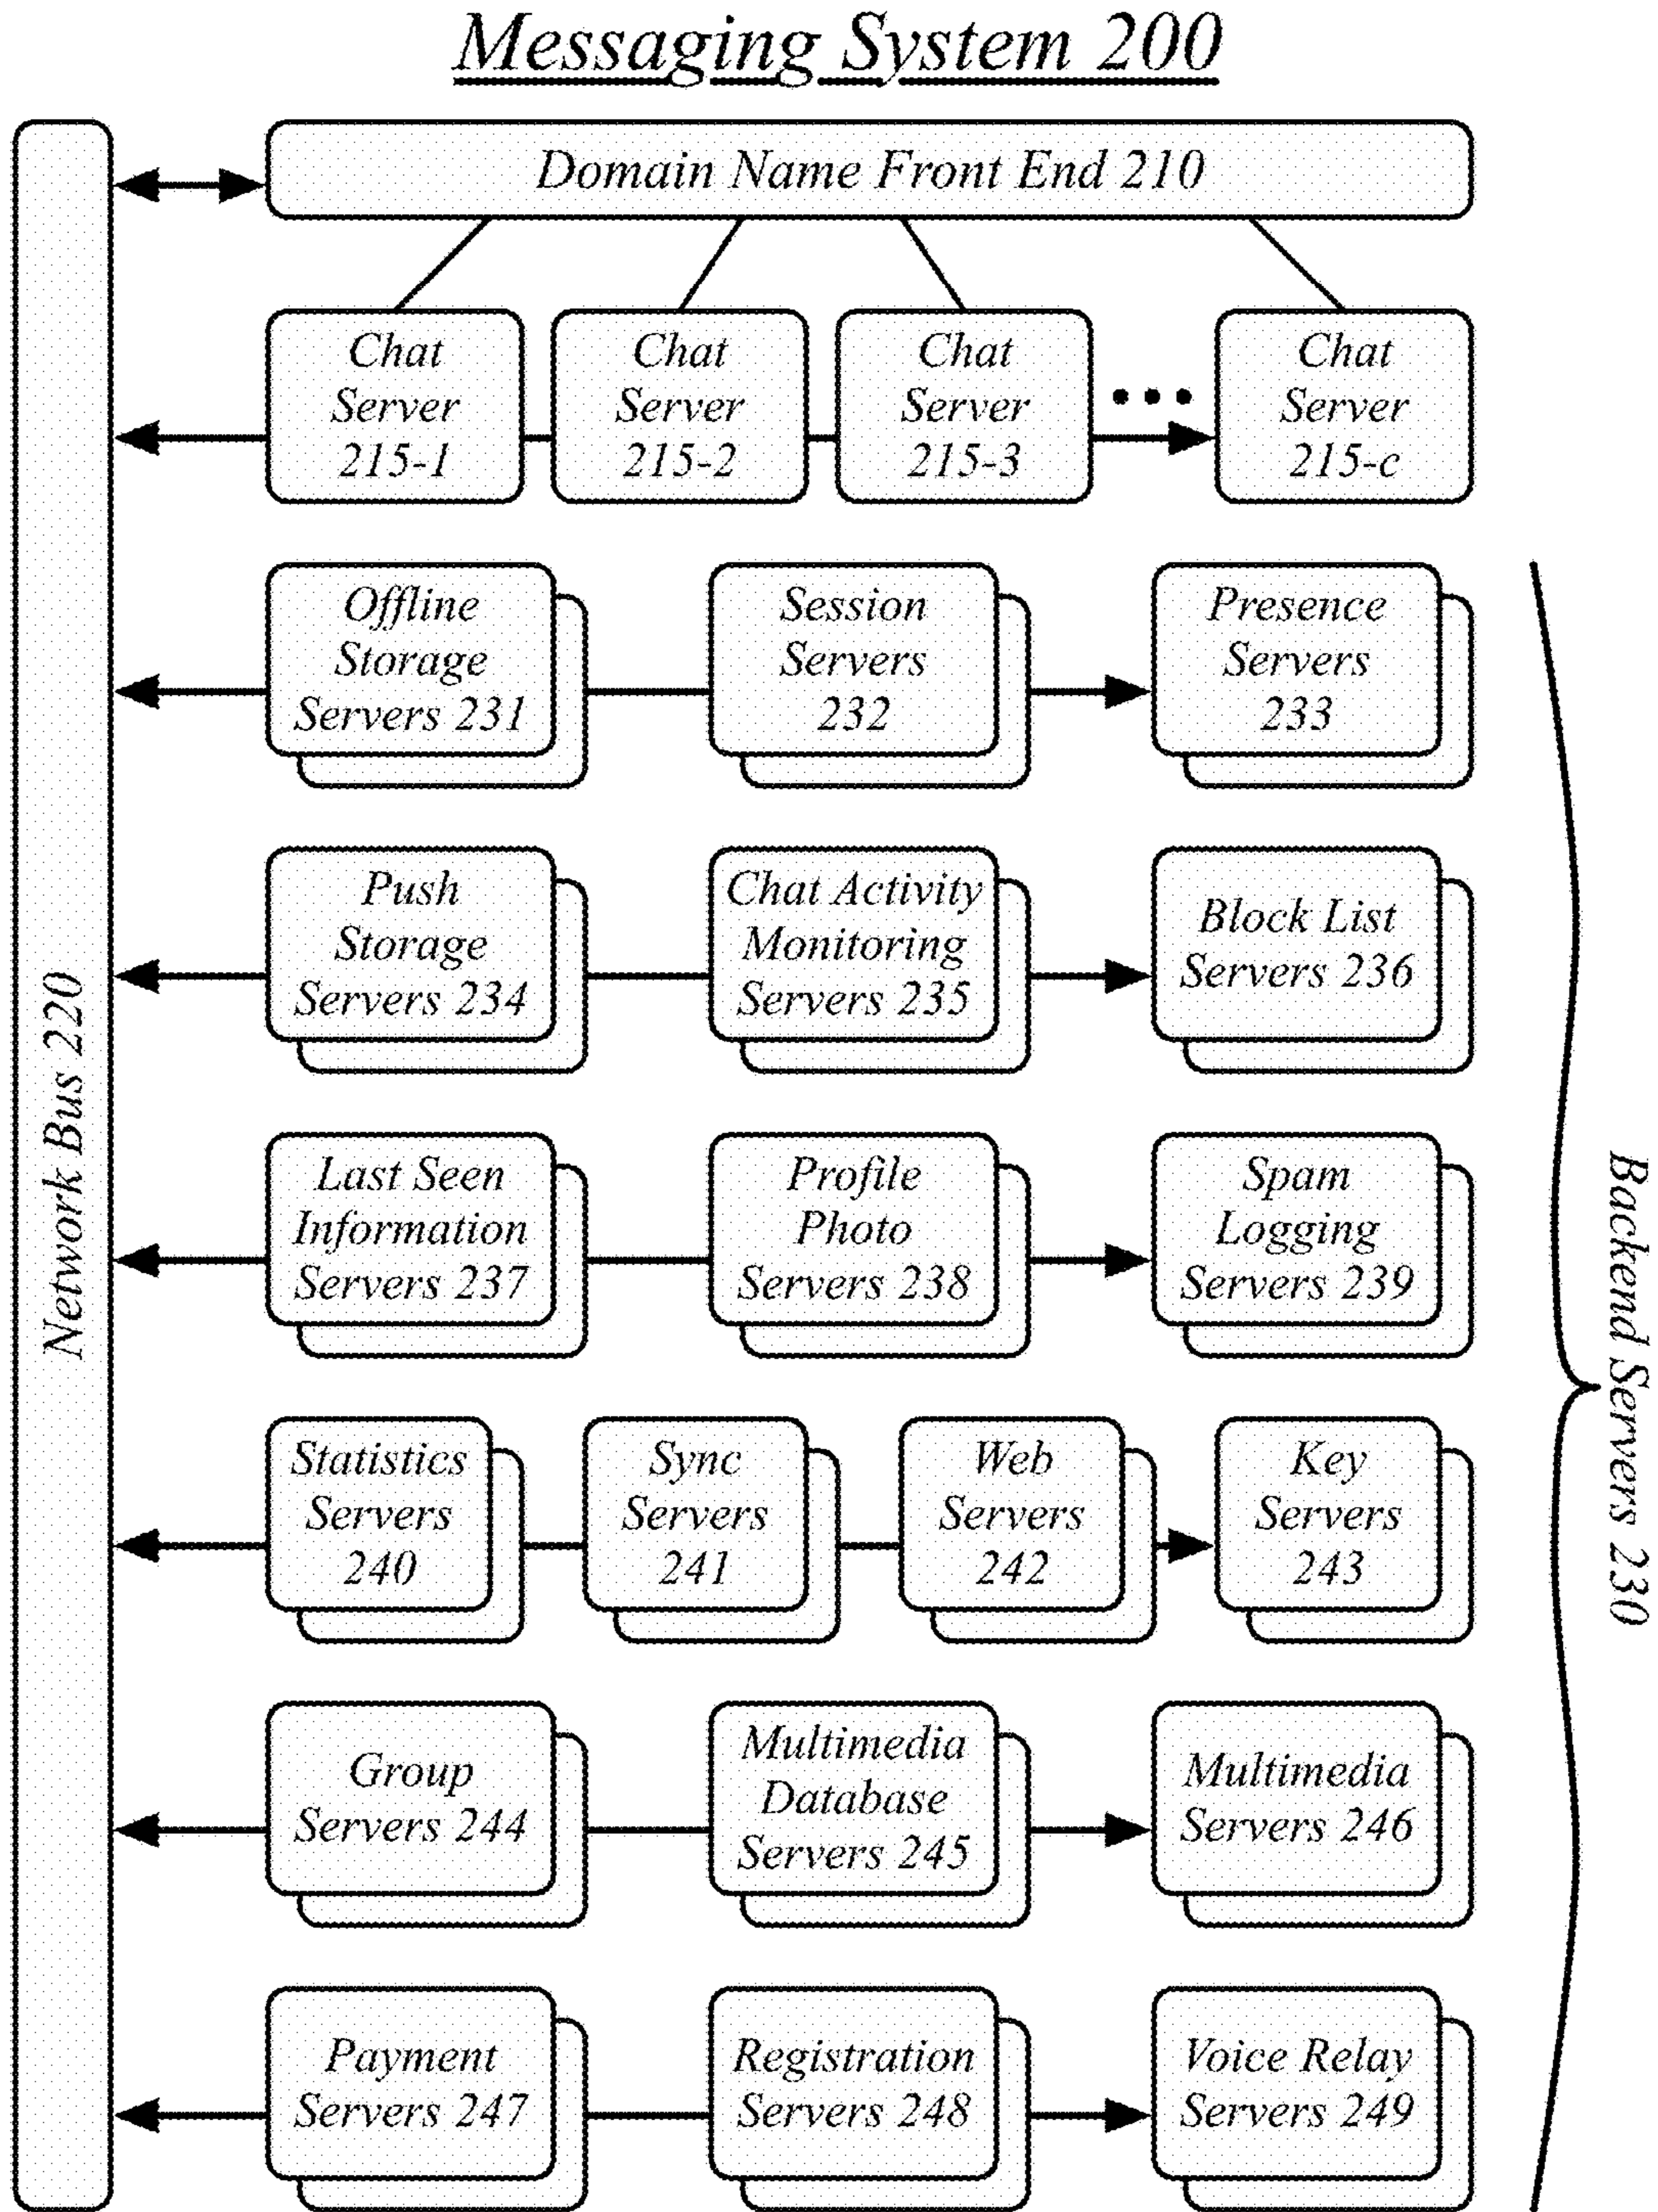 Messaging System 200
Domain Name Front End 210
Chat
Server
215-1
Chat
Server
215-2
Chat
Server
215-3
• • •
Chat
Server
215-c
Network Bus 220
Offline
Storage
Servers 231
Session
Servers
232
Presence
Servers
233
Push
Storage
Servers 234
Chat Activity
Monitoring
Servers 235
Block List
Servers 236
Last Seen
Information
Servers 237
Profile
Photo
Servers 238
Spam
Logging
Servers 239
Statistics
Servers
240
Sync
Servers
241
Web
Servers
242
Key
Servers
243
Group
Servers 244
Multimedia
Database
Servers 245
Multimedia
Servers 246
Payment
Servers 247
Registration
Servers 248
Voice Relay
Servers 249
Backend Servers 230